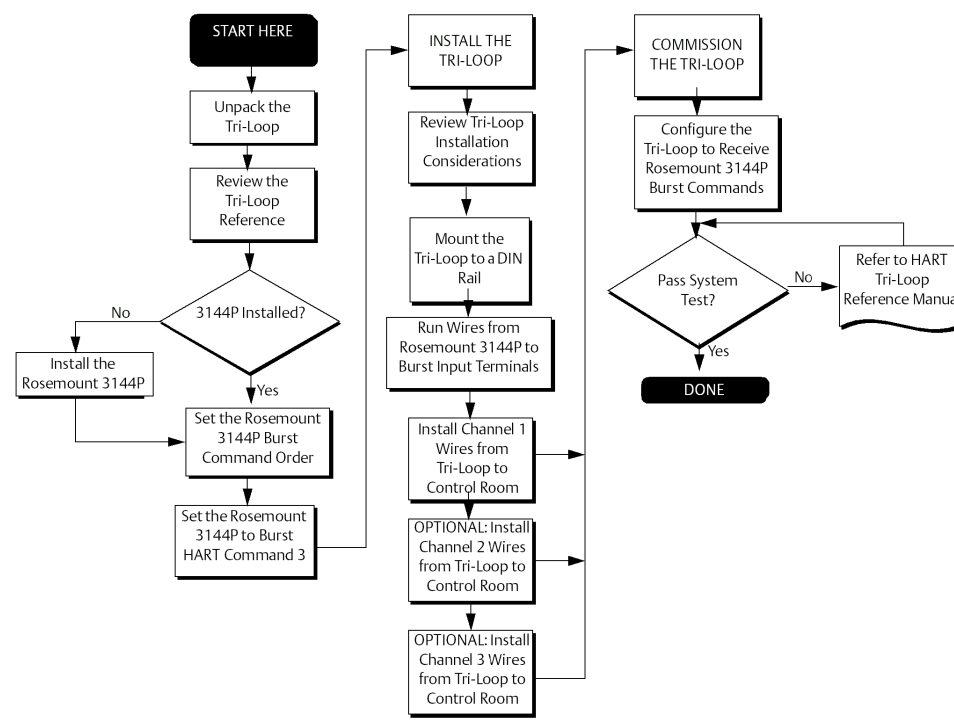 START HERE
Unpack the
Tri-Loop
Review the
Tri-Loop
Reference
3144P Installed?
No
Yes
Install the
Rosemount 3144P
Set the Rosemount
3144P Burst
Command Order
Set the Rosemount
3144P to Burst
HART Command 3
INSTALL THE
TRI-LOOP
Review Tri-Loop
Installation
Considerations
Mount the
Tri-Loop to a DIN
Rail
Run Wires from
Rosemount 3144P to
Burst Input Terminals
Install Channel 1
Wires from
Tri-Loop to
Control Room
OPTIONAL: Install
Channel 2 Wires
from Tri-Loop to
Control Room
OPTIONAL: Install
Channel 3 Wires
from Tri-Loop to
Control Room
COMMISSION
THE TRI-LOOP
Configure the
Tri-Loop to Receive
Rosemount 3144P
Burst Commands
Pass System
Test?
No
Yes
Refer to HART
Tri-Loop
Reference Manual
DONE